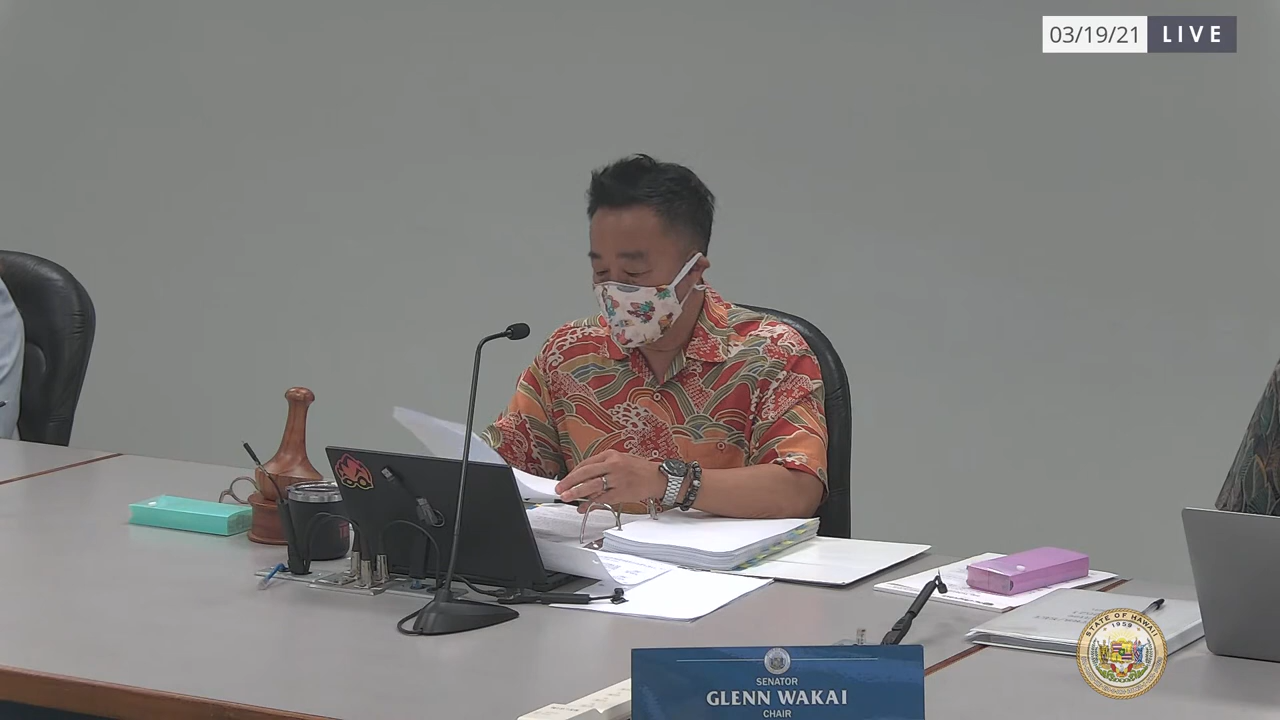 03/19/21 LIVE
SENATOR
GLENN WAKAI
CHAIR
STATE OF HAWAII
1959